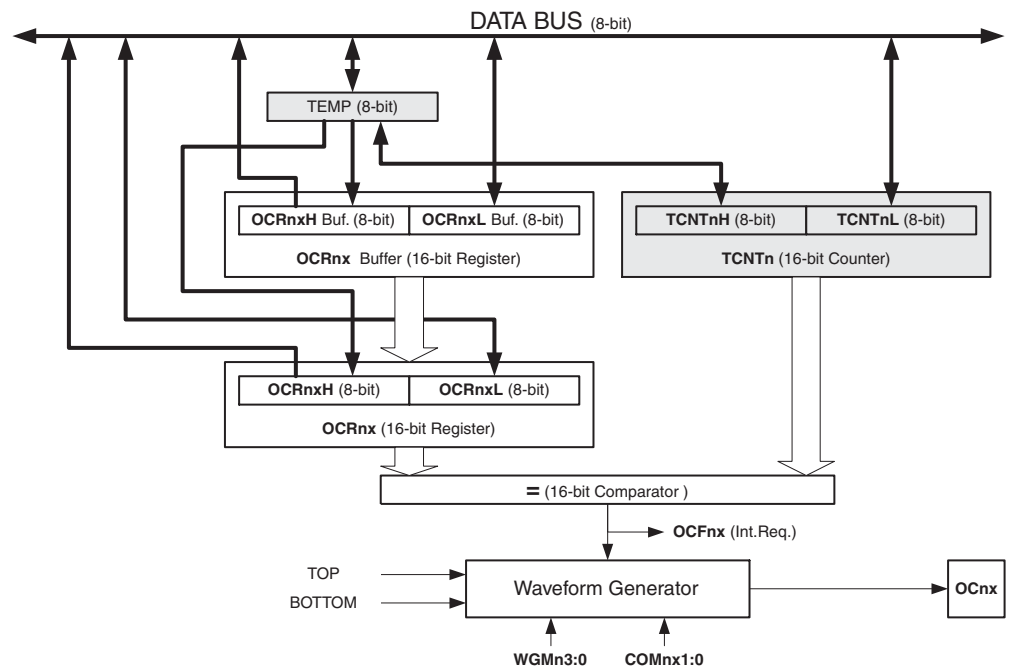 DATA BUS (8-bit)
TEMP (8-bit)
OCRnxH Buf. (8-bit)
OCRnxL Buf. (8-bit)
TCNTnH (8-bit)
TCNTnL (8-bit)
OCRnx Buffer (16-bit Register)
TCNTn (16-bit Counter)
OCRnxH (8-bit)
OCRnxL (8-bit)
OCRnx (16-bit Register)
= (16-bit Comparator )
OCFnx (Int.Req.)
TOP
BOTTOM
Waveform Generator
OCnx
WGMn3:0
COMnx1:0